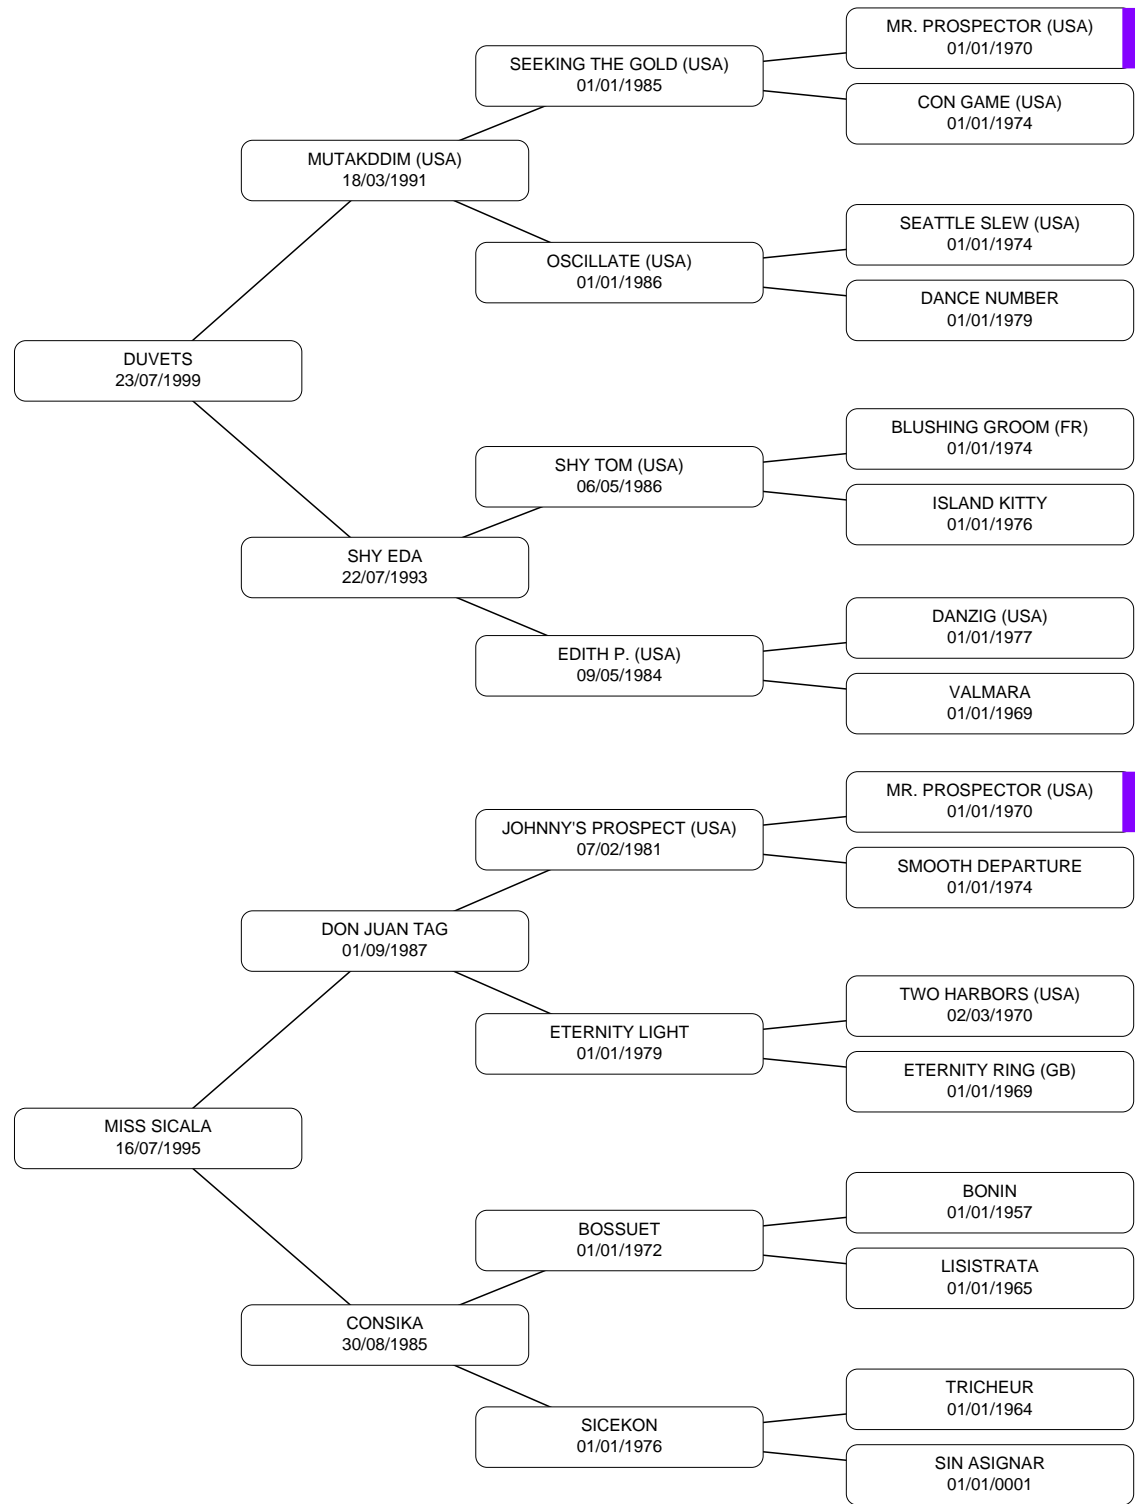 MR. PROSPECTOR (USA)
01/01/1970
SEEKING THE GOLD (USA)
01/01/1985
CON GAME (USA)
01/01/1974
MUTAKDDIM (USA)
18/03/1991
SEATTLE SLEW (USA)
01/01/1974
OSCILLATE (USA)
01/01/1986
DANCE NUMBER
01/01/1979
DUVETS
23/07/1999
BLUSHING GROOM (FR)
01/01/1974
SHY TOM (USA)
06/05/1986
ISLAND KITTY
01/01/1976
SHY EDA
22/07/1993
DANZIG (USA)
01/01/1977
EDITH P. (USA)
09/05/1984
VALMARA
01/01/1969
MR. PROSPECTOR (USA)
01/01/1970
JOHNNY'S PROSPECT (USA)
07/02/1981
SMOOTH DEPARTURE
01/01/1974
DON JUAN TAG
01/09/1987
TWO HARBORS (USA)
02/03/1970
ETERNITY LIGHT
01/01/1979
ETERNITY RING (GB)
01/01/1969
MISS SICALA
16/07/1995
BONIN
01/01/1957
BOSSUET
01/01/1972
LISISTRATA
01/01/1965
CONSIKA
30/08/1985
TRICHEUR
01/01/1964
SICEKON
01/01/1976
SIN ASIGNAR
01/01/0001